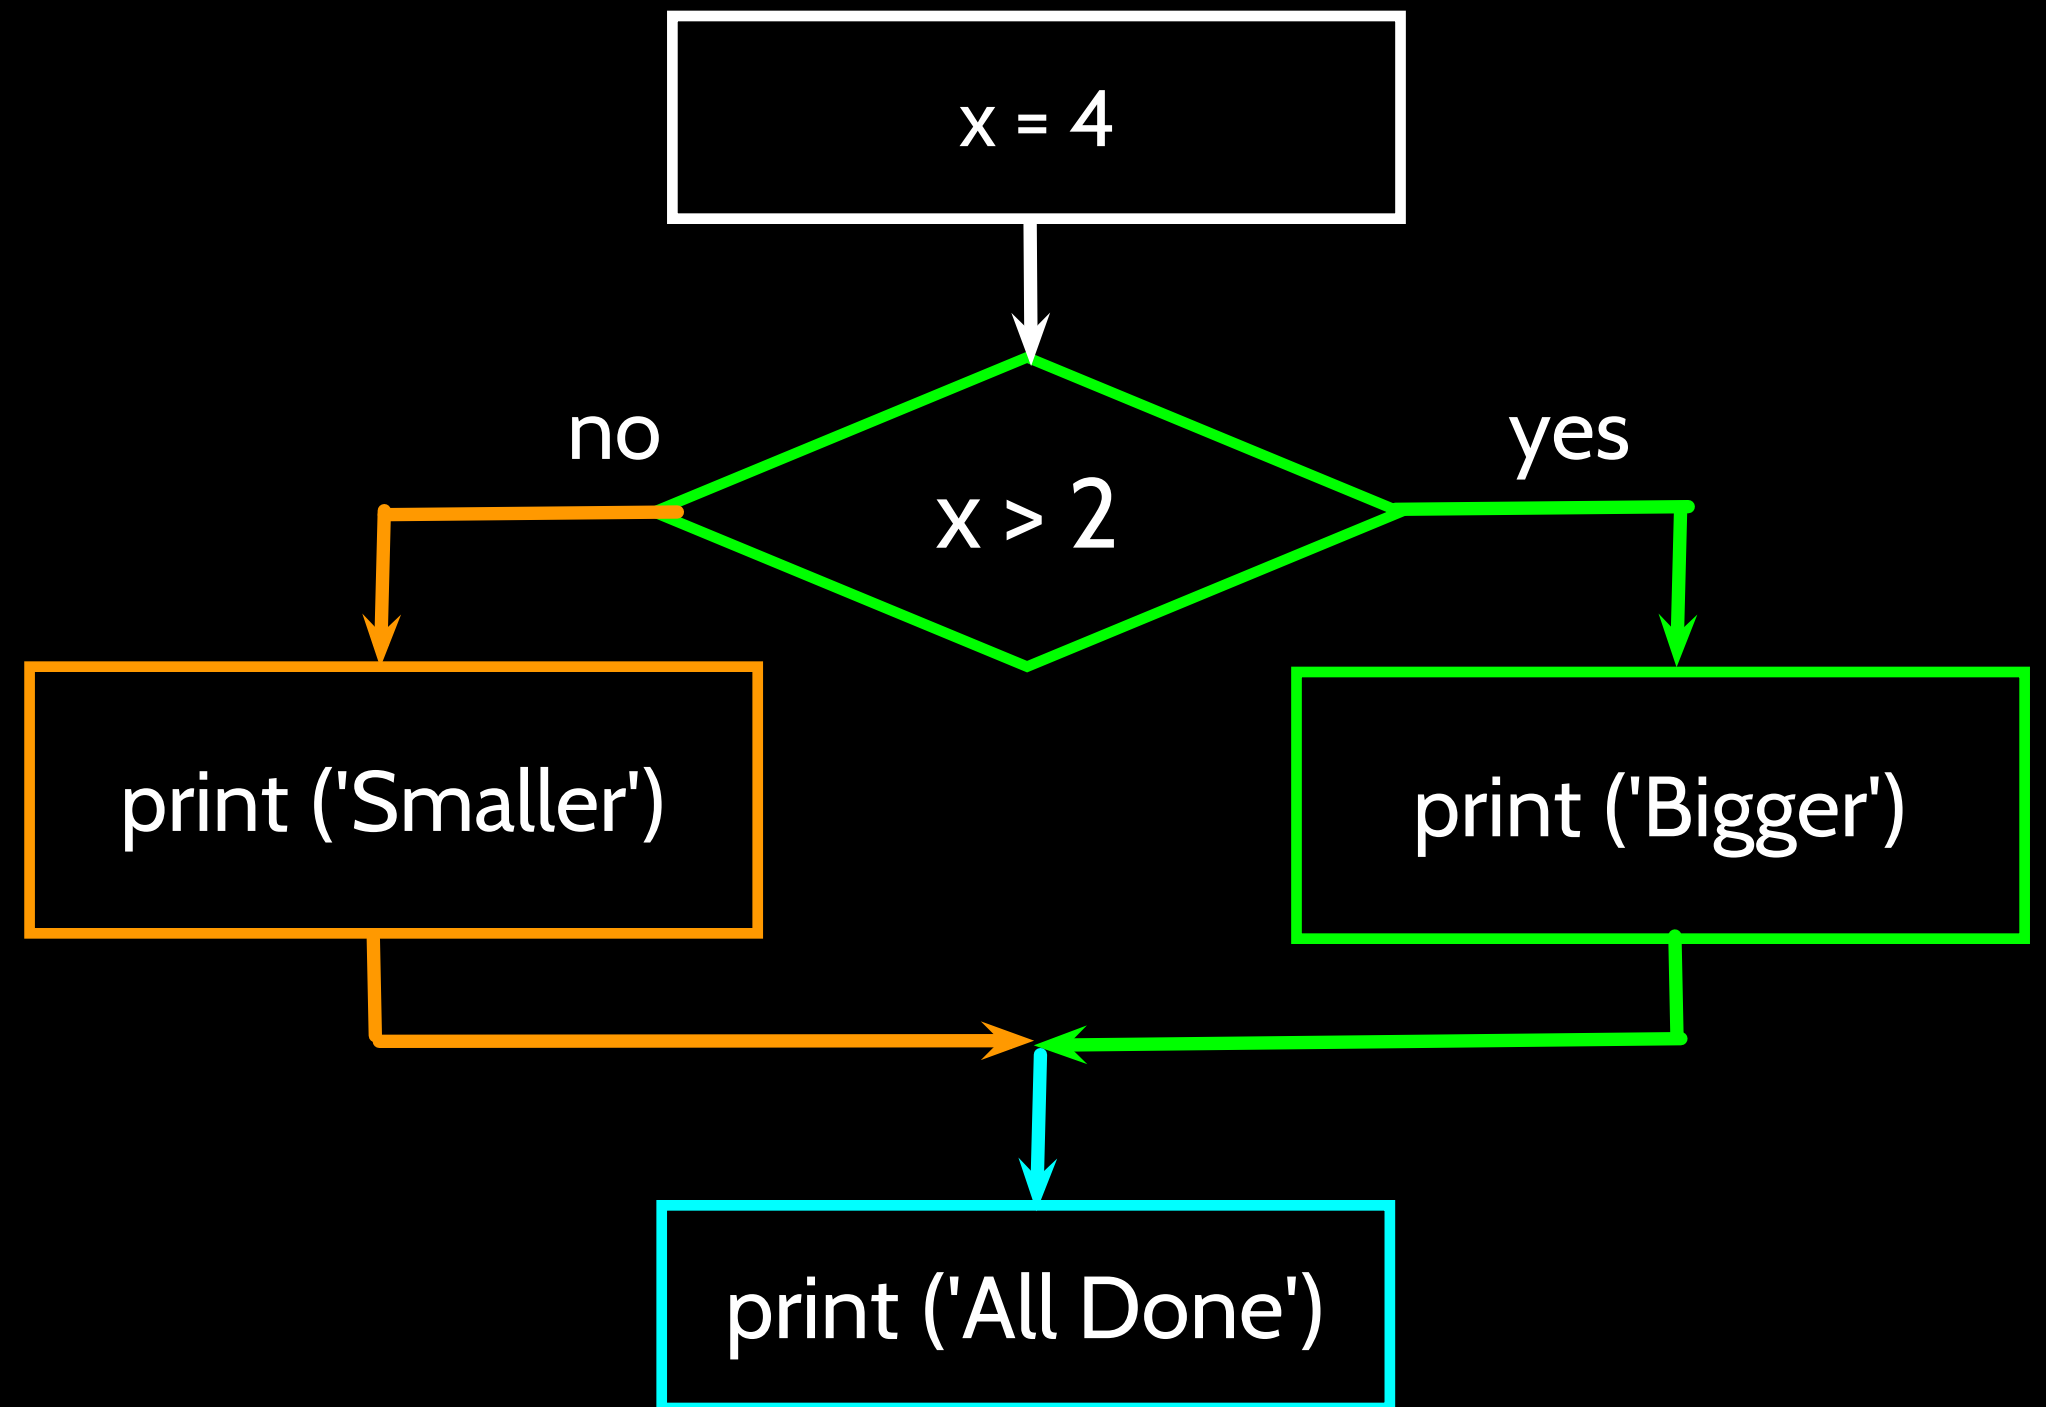 x = 4
no
yes
x > 2
print ('Smaller')
print ('Bigger')
print ('All Done')